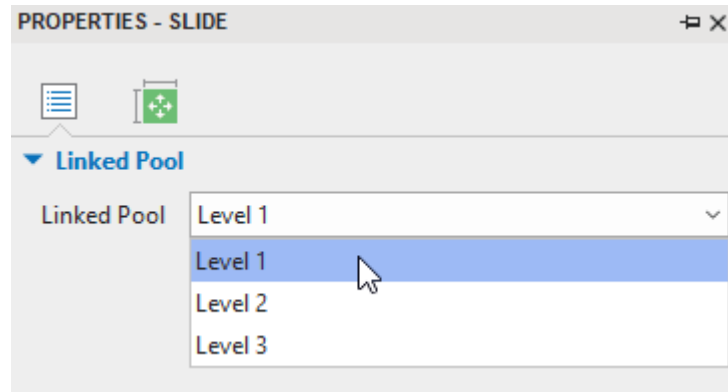 PROPERTIES - SLIDE
Linked Pool
Linked Pool Level 1
Level 1
Level 2
Level 3